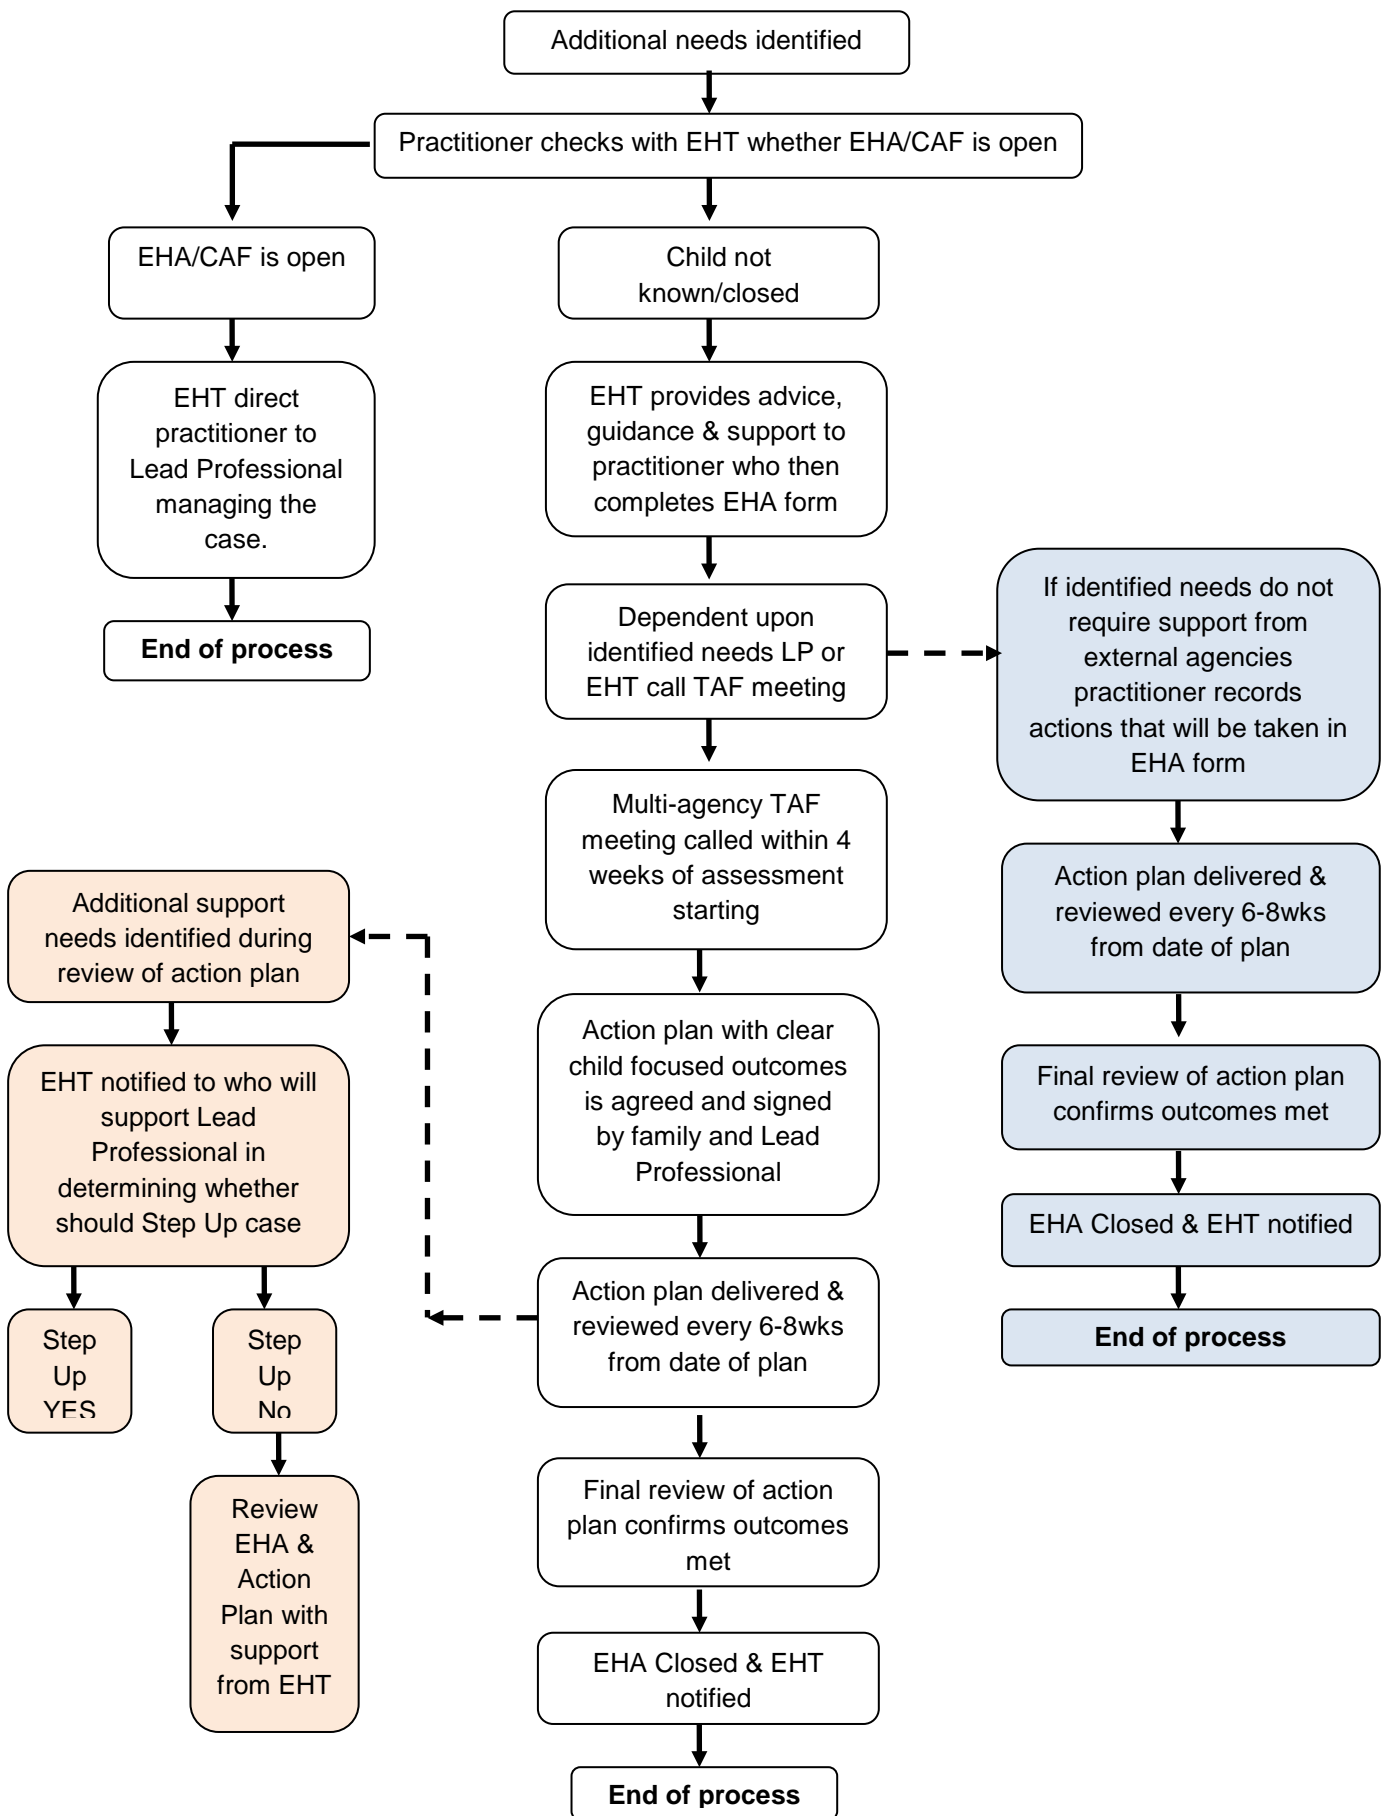 Additional needs identified
Practitioner checks with EHT whether EHA/CAF is open
EHA/CAF is open
EHT direct
practitioner to
Lead Professional
managing the
case.
End of process
Child not
known/closed
EHT provides advice,
guidance & support to
practitioner who then
completes EHA form
Dependent upon
identified needs LP or
EHT call TAF meeting
If identified needs do not
require support from
external agencies
practitioner records
actions that will be taken in
EHA form
Action plan delivered &
reviewed every 6-8wks
from date of plan
Final review of action plan
confirms outcomes met
EHA Closed & EHT notified
End of process
Multi-agency TAF
meeting called within 4
weeks of assessment
starting
Action plan with clear
child focused outcomes
is agreed and signed
by family and Lead
Professional
Action plan delivered &
reviewed every 6-8wks
from date of plan
Additional support
needs identified during
review of action plan
EHT notified to who will
support Lead
Professional in
determining whether
should Step Up case
Step
Up
YES
Step
Up
No
Review
EHA &
Action
Plan with
support
from EHT
Final review of action
plan confirms outcomes
met
EHA Closed & EHT
notified
End of process